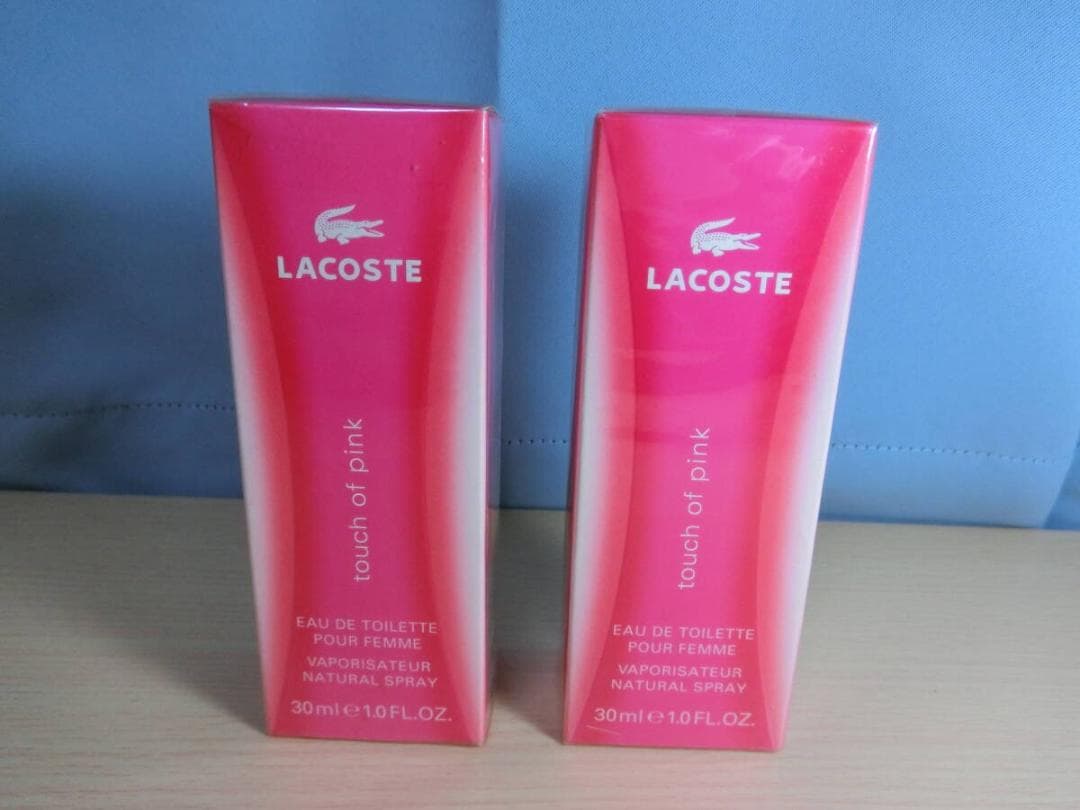 LACOSTE
touch of pink
EAU DE TOILETTE
POUR FEMME
VAPORISATEUR
NATURAL SPRAY
30ml e 1.0 FL.OZ.
LACOSTE
touch of pink
EAU DE TOILETTE
POUR FEMME
VAPORISATEUR
NATURAL SPRAY
30ml e 1.0 FL.OZ.